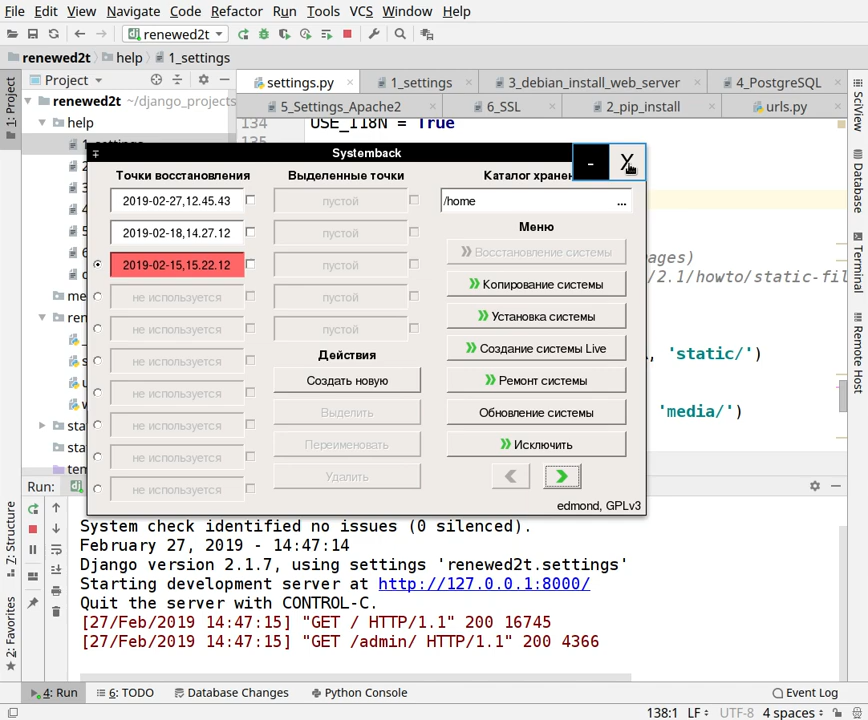 File Edit View Navigate Code Refactor Run Tools VCS Window Help
renewed2t
renewed2t help 1_settings
1: Project
Project
settings.py 1_settings 3_debian_install_web_server 4_PostgreSQL
renewed2t ~/django_projects
5_Settings_Apache2 6_SSL 2_pip_install urls.py
help
134 USE_I18N = True
135
Systemback
- X
Точки восстановления Выделенные точки Каталог хранен
2019-02-27,12.45.43 пустой /home ...
2019-02-18,14.27.12 пустой Меню
2019-02-15,15.22.12 пустой Восстановление системы
не используется пустой Копирование системы
не используется пустой Установка системы
не используется Действия Создание системы Live
не используется Создать новую Ремонт системы
не используется Выделить Обновление системы
не используется Переименовать Исключить
не используется Удалить
edmond, GPLv3
ages)
/2.1/howto/static-fil
, 'static/')
'media/')
me
ren
sta
sta
tem
SciView
Database
Terminal
Remote Host
Z: Structure
2: Favorites
Run:
System check identified no issues (0 silenced).
February 27, 2019 - 14:47:14
Django version 2.1.7, using settings 'renewed2t.settings'
Starting development server at http://127.0.0.1:8000/
Quit the server with CONTROL-C.
[27/Feb/2019 14:47:15] "GET / HTTP/1.1" 200 16745
[27/Feb/2019 14:47:15] "GET /admin/ HTTP/1.1" 200 4366
4: Run 6: TODO Database Changes Python Console Event Log
138:1 LF UTF-8 4 spaces